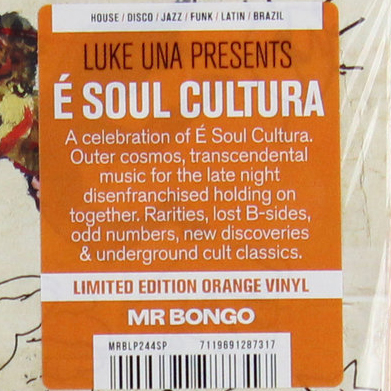 HOUSE / DISCO / JAZZ / FUNK / LATIN / BRAZIL
LUKE UNA PRESENTS
É SOUL CULTURA
A celebration of É Soul Cultura.
Outer cosmos, transcendental
music for the late night
disenfranchised holding on
together. Rarities, lost B-sides,
odd numbers, new discoveries
& underground cult classics.
LIMITED EDITION ORANGE VINYL
MR BONGO
MRBLP244SP 7119691287317